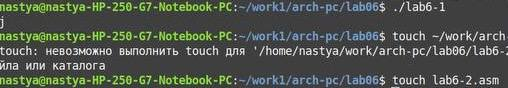 nastya@nastya-HP-250-G7-Notebook-PC:~/work1/arch-pc/lab06$ ./lab6-1
j
nastya@nastya-HP-250-G7-Notebook-PC:~/work1/arch-pc/lab06$ touch ~/work/arch-
touch: невозможно выполнить touch для '/home/nastya/work/arch-pc/lab06/lab6-2
йла или каталога
nastya@nastya-HP-250-G7-Notebook-PC:~/work1/arch-pc/lab06$ touch lab6-2.asm